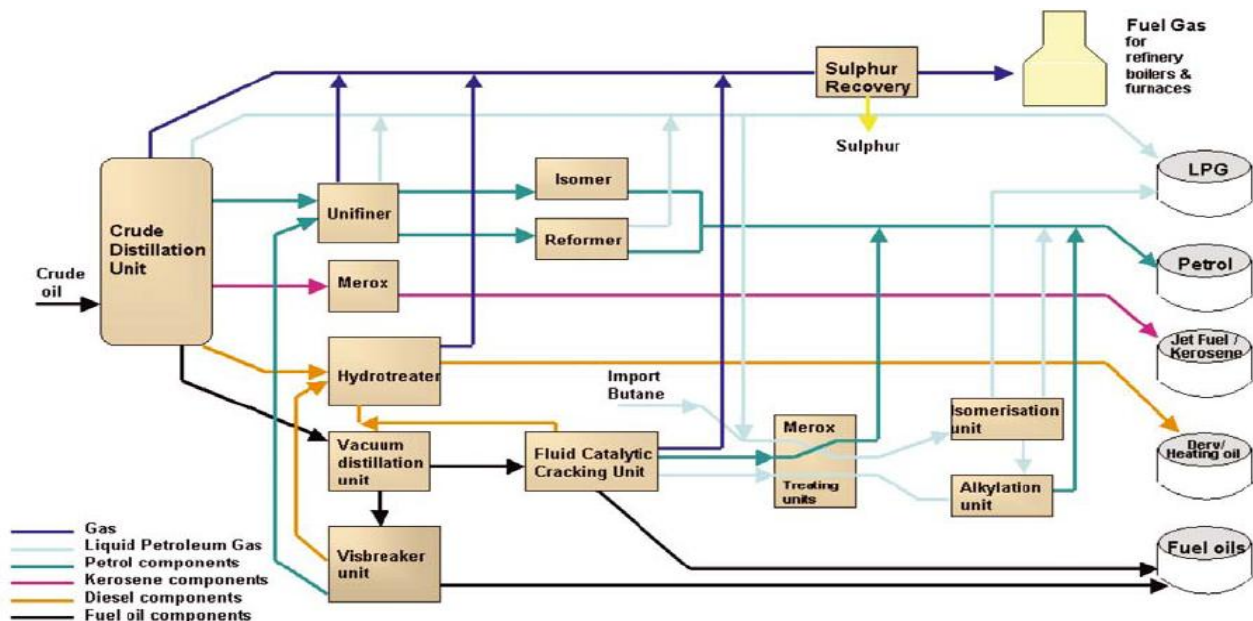 Fuel Gas
for
refinery
boilers &
furnaces
Sulphur
Recovery
Sulphur
LPG
Isomer
Unifiner
Crude
Distillation
Unit
Reformer
Petrol
Crude
oil
Merox
Jet Fuel /
Kerosene
Hydrotreater
Import
Butane
Isomerisation
unit
Merox
Derv/
Heating oil
Vacuum
distillation
unit
Fluid Catalytic
Cracking Unit
Treating
units
Alkylation
unit
Gas
Liquid Petroleum Gas
Petrol components
Kerosene components
Diesel components
Fuel oil components
Visbreaker
unit
Fuel oils